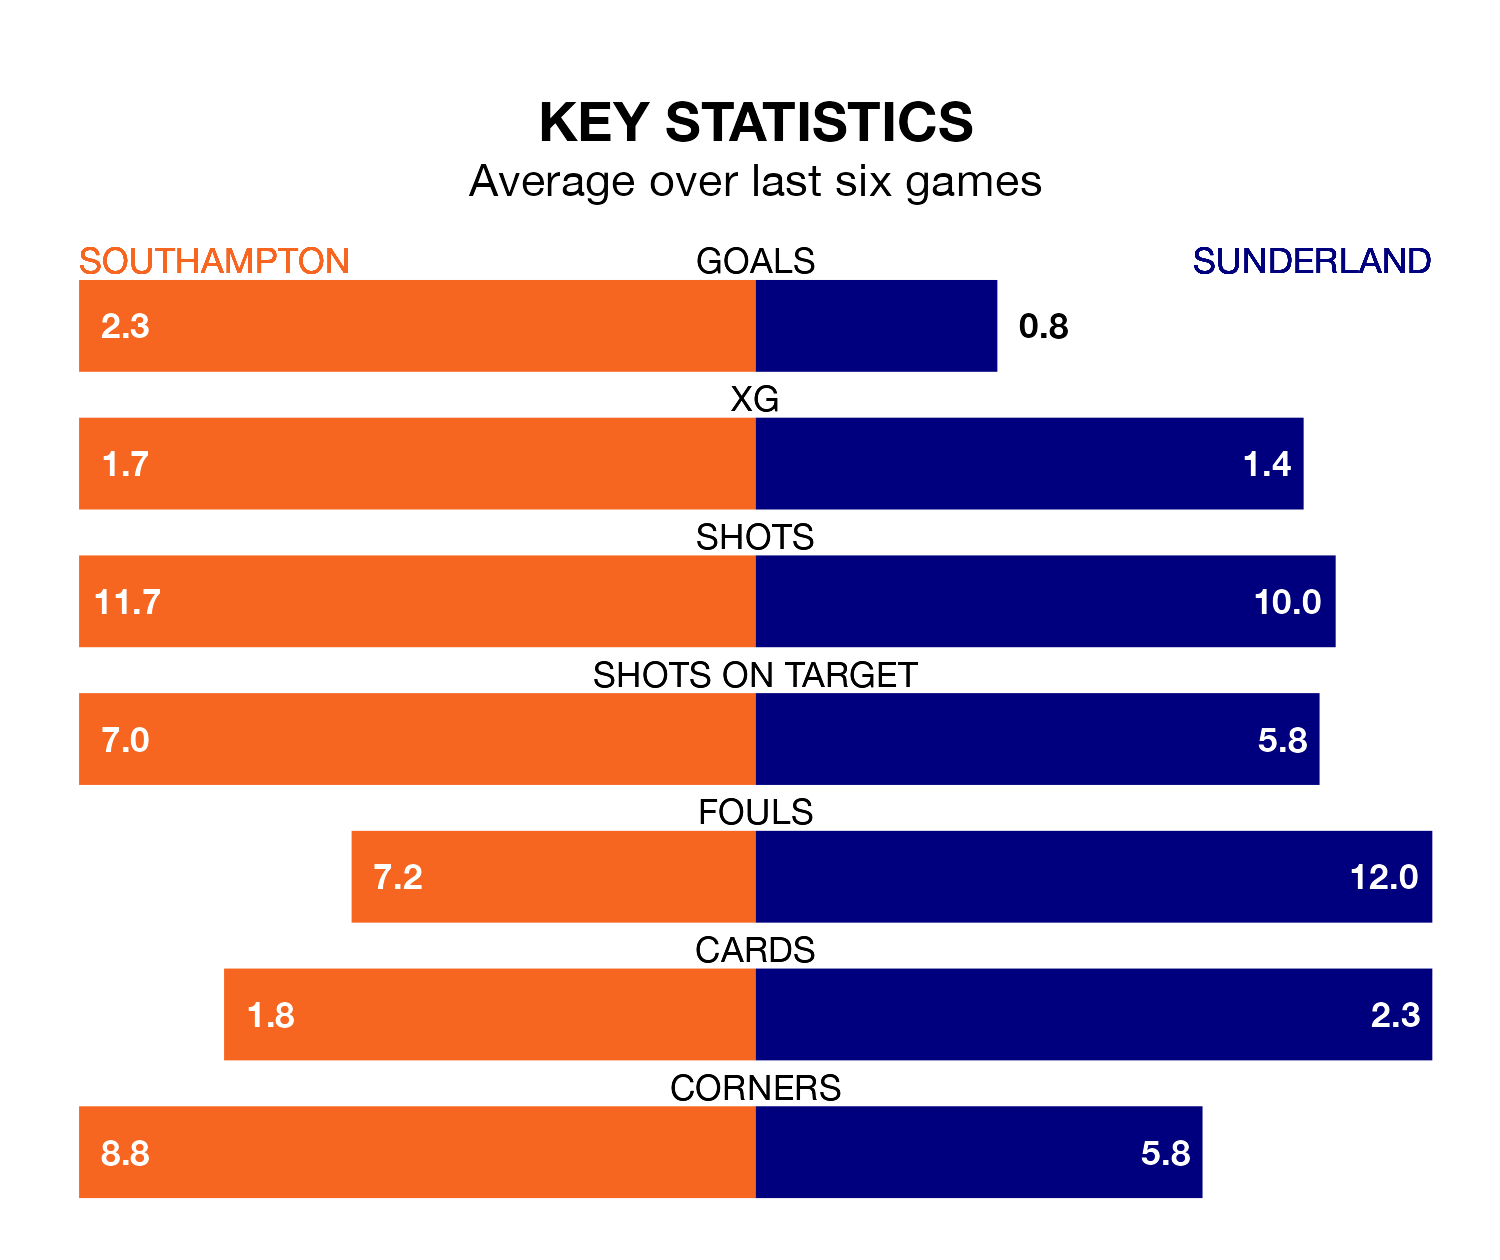 KEY STATISTICS
Average over last six games
SOUTHAMPTON GOALS SUNDERLAND
2.3 0.8
XG
1.7 1.4
SHOTS
11.7 10.0
SHOTS ON TARGET
7.0 5.8
FOULS
7.2 12.0
CARDS
1.8 2.3
CORNERS
8.8 5.8